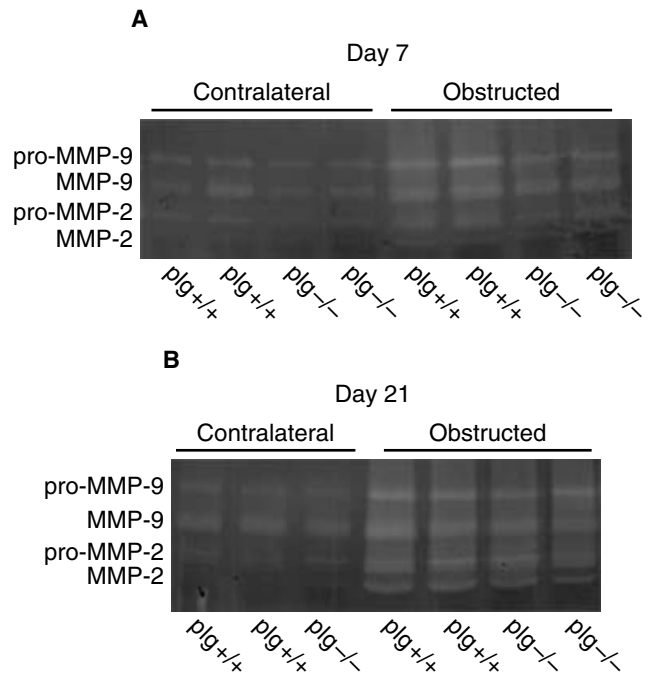 A
Day 7
Contralateral Obstructed
pro-MMP-9
MMP-9
pro-MMP-2
MMP-2
plg+/+ plg+/+ plg–/– plg–/– plg+/+ plg+/+ plg–/– plg–/–
B
Day 21
Contralateral Obstructed
pro-MMP-9
MMP-9
pro-MMP-2
MMP-2
plg+/+ plg+/+ plg–/– plg+/+ plg+/+ plg–/– plg–/–